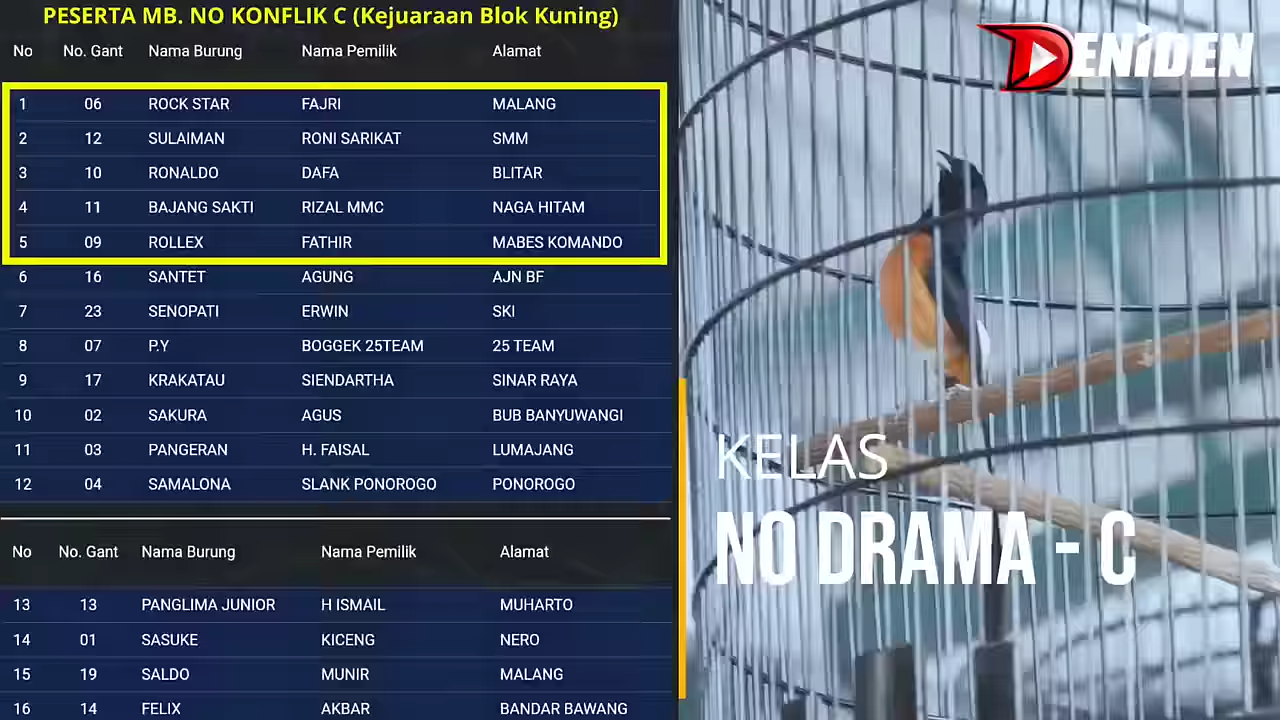 PESERTA MB. NO KONFLIK C (Kejuaraan Blok Kuning)
No No. Gant Nama Burung Nama Pemilik Alamat
1 06 ROCK STAR FAJRI MALANG
2 12 SULAIMAN RONI SARIKAT SMM
3 10 RONALDO DAFA BLITAR
4 11 BAJANG SAKTI RIZAL MMC NAGA HITAM
5 09 ROLLEX FATHIR MABES KOMANDO
6 16 SANTET AGUNG AJN BF
7 23 SENOPATI ERWIN SKI
8 07 P.Y BOGGEK 25TEAM 25 TEAM
9 17 KRAKATAU SIENDARTHA SINAR RAYA
10 02 SAKURA AGUS BUB BANYUWANGI
11 03 PANGERAN H. FAISAL LUMAJANG
12 04 SAMALONA SLANK PONOROGO PONOROGO
No No. Gant Nama Burung Nama Pemilik Alamat
13 13 PANGLIMA JUNIOR H ISMAIL MUHARTO
14 01 SASUKE KICENG NERO
15 19 SALDO MUNIR MALANG
16 14 FELIX AKBAR BANDAR BAWANG
DENIDEN
KELAS
NO DRAMA - C